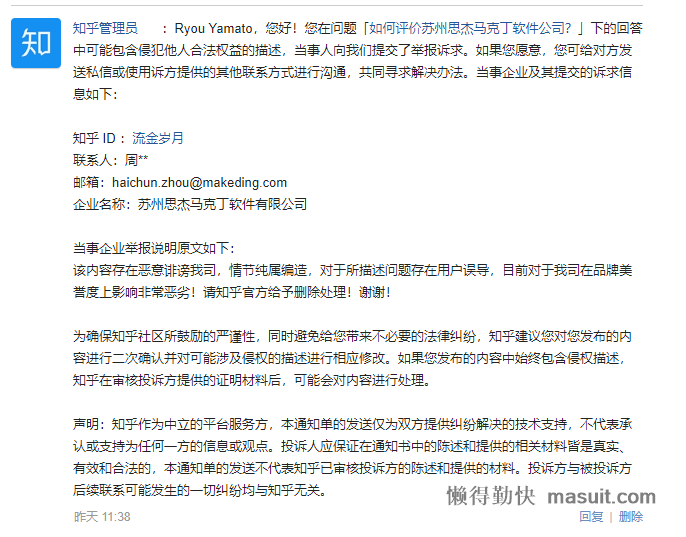 知
知乎管理员 ：Ryou Yamato，您好！您在问题「如何评价苏州思杰马克丁软件公司？」下的回答
中可能包含侵犯他人合法权益的描述，当事人向我们提交了举报诉求。如果您愿意，您可给对方发
送私信或使用诉方提供的其他联系方式进行沟通，共同寻求解决办法。当事企业及其提交的诉求信
息如下：
知乎 ID ：流金岁月
联系人：周**
邮箱：haichun.zhou@makeding.com
企业名称：苏州思杰马克丁软件有限公司
当事企业举报说明原文如下：
该内容存在恶意诽谤我司，情节纯属编造，对于所描述问题存在用户误导，目前对于我司在品牌美
誉度上影响非常恶劣！请知乎官方给予删除处理！谢谢！
为确保知乎社区所鼓励的严谨性，同时避免给您带来不必要的法律纠纷，知乎建议您对您发布的内
容进行二次确认并对可能涉及侵权的描述进行相应修改。如果您发布的内容中始终包含侵权描述，
知乎在审核投诉方提供的证明材料后，可能会对内容进行处理。
声明：知乎作为中立的平台服务方，本通知单的发送仅为双方提供纠纷解决的技术支持，不代表承
认或支持为任何一方的信息或观点。投诉人应保证在通知书中的陈述和提供的相关材料皆是真实、
有效和合法的，本通知单的发送不代表知乎已审核投诉方的陈述和提供的材料。投诉方与被投诉方
后续联系可能发生的一切纠纷均与知乎无关。
懒得勤快 masuit.com
昨天 11:38 回复 | 删除